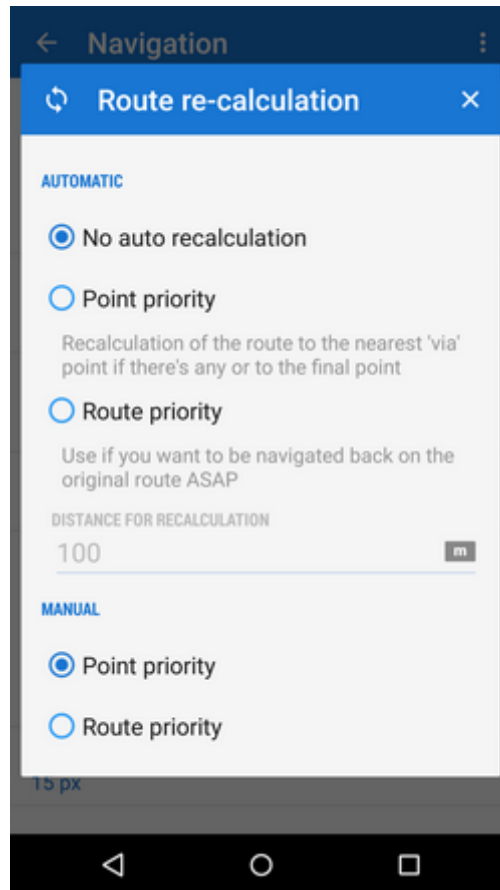 Navigation
Route re-calculation
AUTOMATIC
No auto recalculation
Point priority
Recalculation of the route to the nearest 'via'
point if there's any or to the final point
Route priority
Use if you want to be navigated back on the
original route ASAP
DISTANCE FOR RECALCULATION
100 m
MANUAL
Point priority
Route priority
15 px